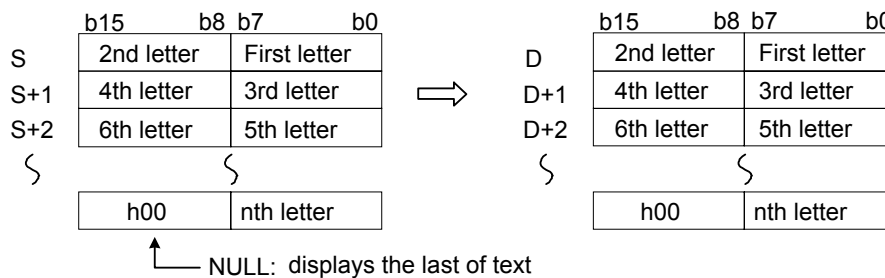 b15 b8 b7 b0 b15 b8 b7 b0
S 2nd letter First letter D 2nd letter First letter
S+1 4th letter 3rd letter D+1 4th letter 3rd letter
S+2 6th letter 5th letter D+2 6th letter 5th letter
h00 nth letter h00 nth letter
NULL: displays the last of text